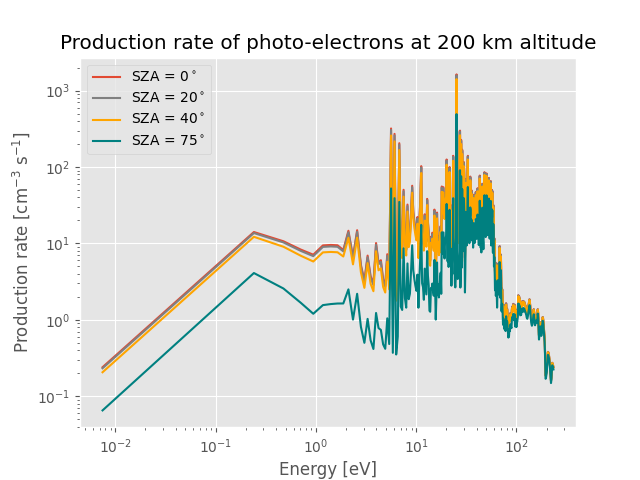 Production rate of photo-electrons at 200 km altitude
SZA = 0°
SZA = 20°
SZA = 40°
SZA = 75°
Production rate [cm⁻³ s⁻¹]
10³
10²
10¹
10⁰
10⁻¹
10⁻² 10⁻¹ 10⁰ 10¹ 10²
Energy [eV]